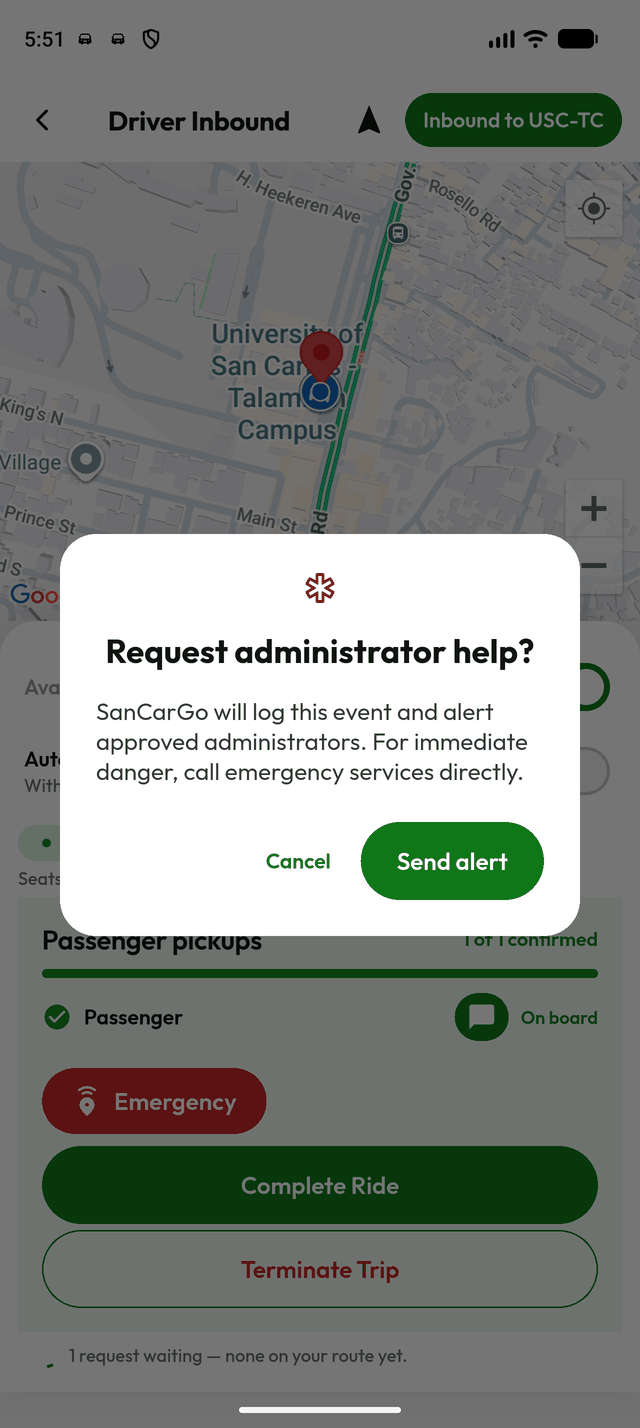 5:51
Driver Inbound
Inbound to USC-TC
H. Heekeren Ave
Gov.
Rosello Rd
University of
San Carlos -
Campus
King's N
Village
Prince St
Main St
Rd
Goo
Request administrator help?
SanCarGo will log this event and alert
approved administrators. For immediate
danger, call emergency services directly.
Cancel
Send alert
Seats
Passenger pickups
1 of 1 confirmed
Passenger
On board
Emergency
Complete Ride
Terminate Trip
1 request waiting — none on your route yet.